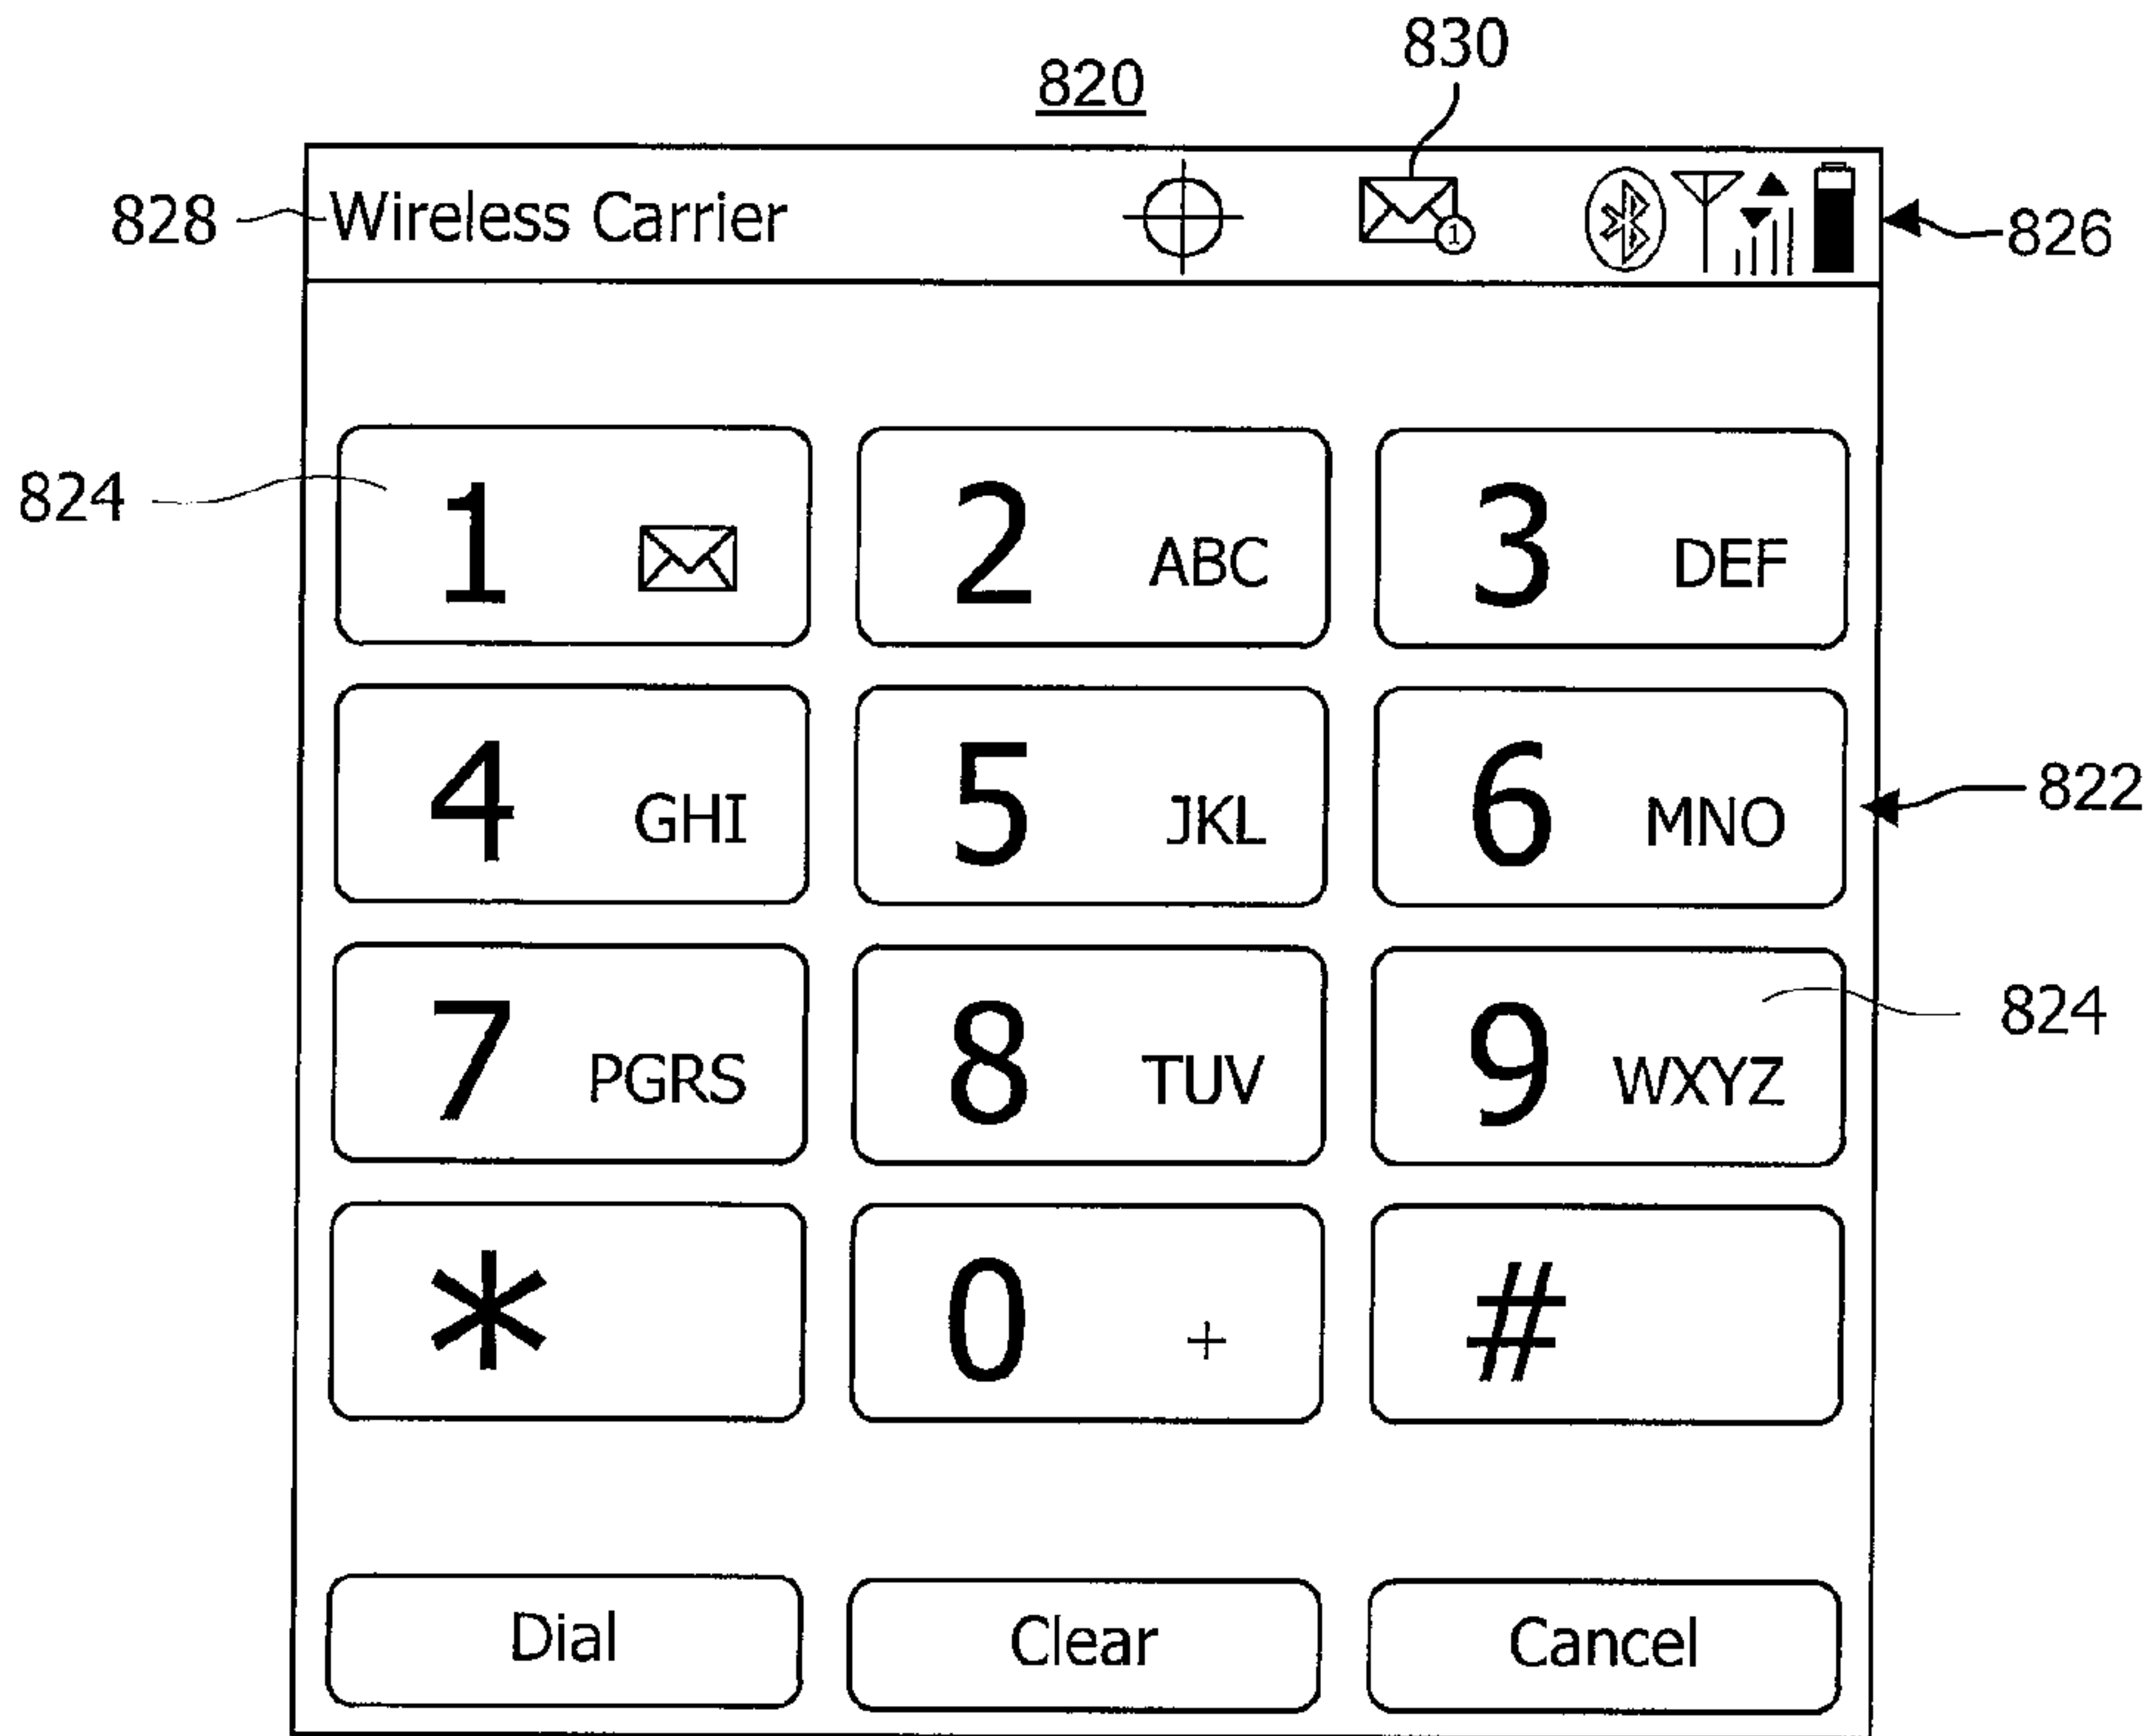 830
820
828 Wireless Carrier 1 826
824 1 2 ABC 3 DEF
4 GHI 5 JKL 6 MNO 822
7 PGRS 8 TUV 9 WXYZ 824
* 0 + #
Dial Clear Cancel